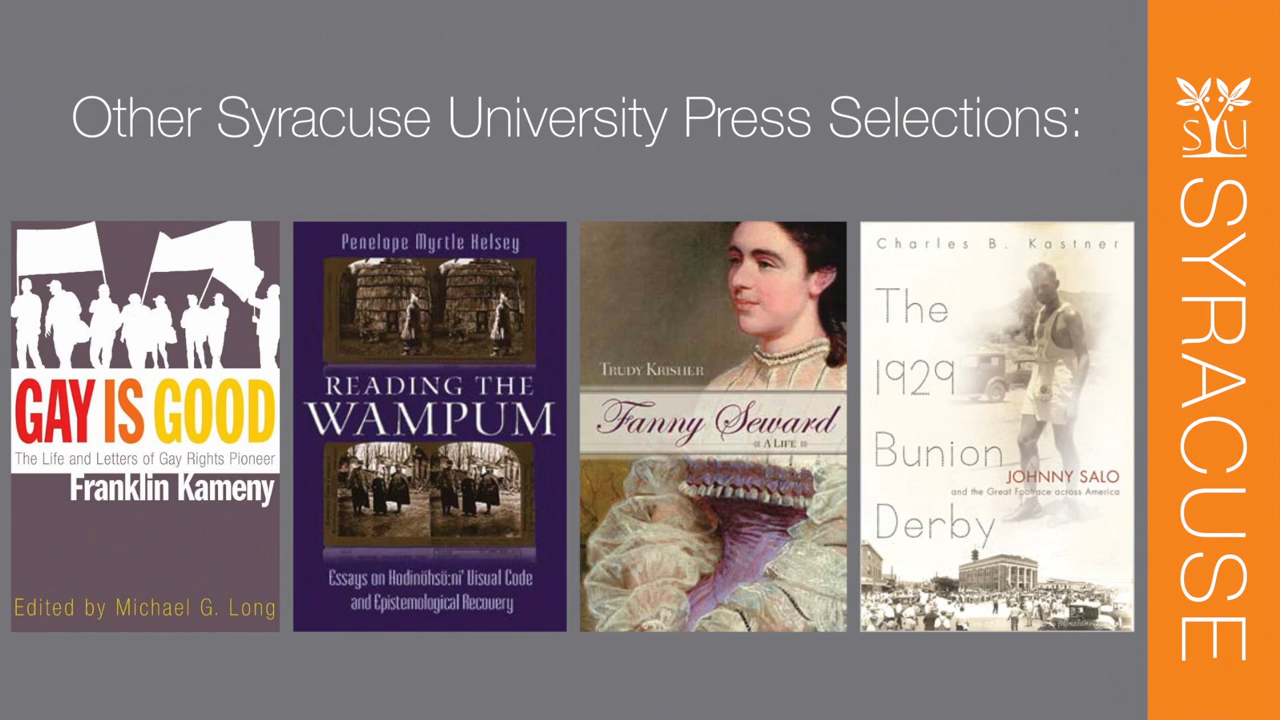 Other Syracuse University Press Selections:
GAY IS GOOD
The Life and Letters of Gay Rights Pioneer
Franklin Kameny
Edited by Michael G. Long
Penelope Myrtle Kelsey
READING THE
WAMPUM
Essays on Hodinöhsö:ni' Visual Code
and Epistemological Recovery
TRUDY KRISHER
Fanny Seward
A LIFE
Charles B. Kastner
The
1929
Bunion
Derby
JOHNNY SALO
and the Great Footrace across America
SYU
SYRACUSE